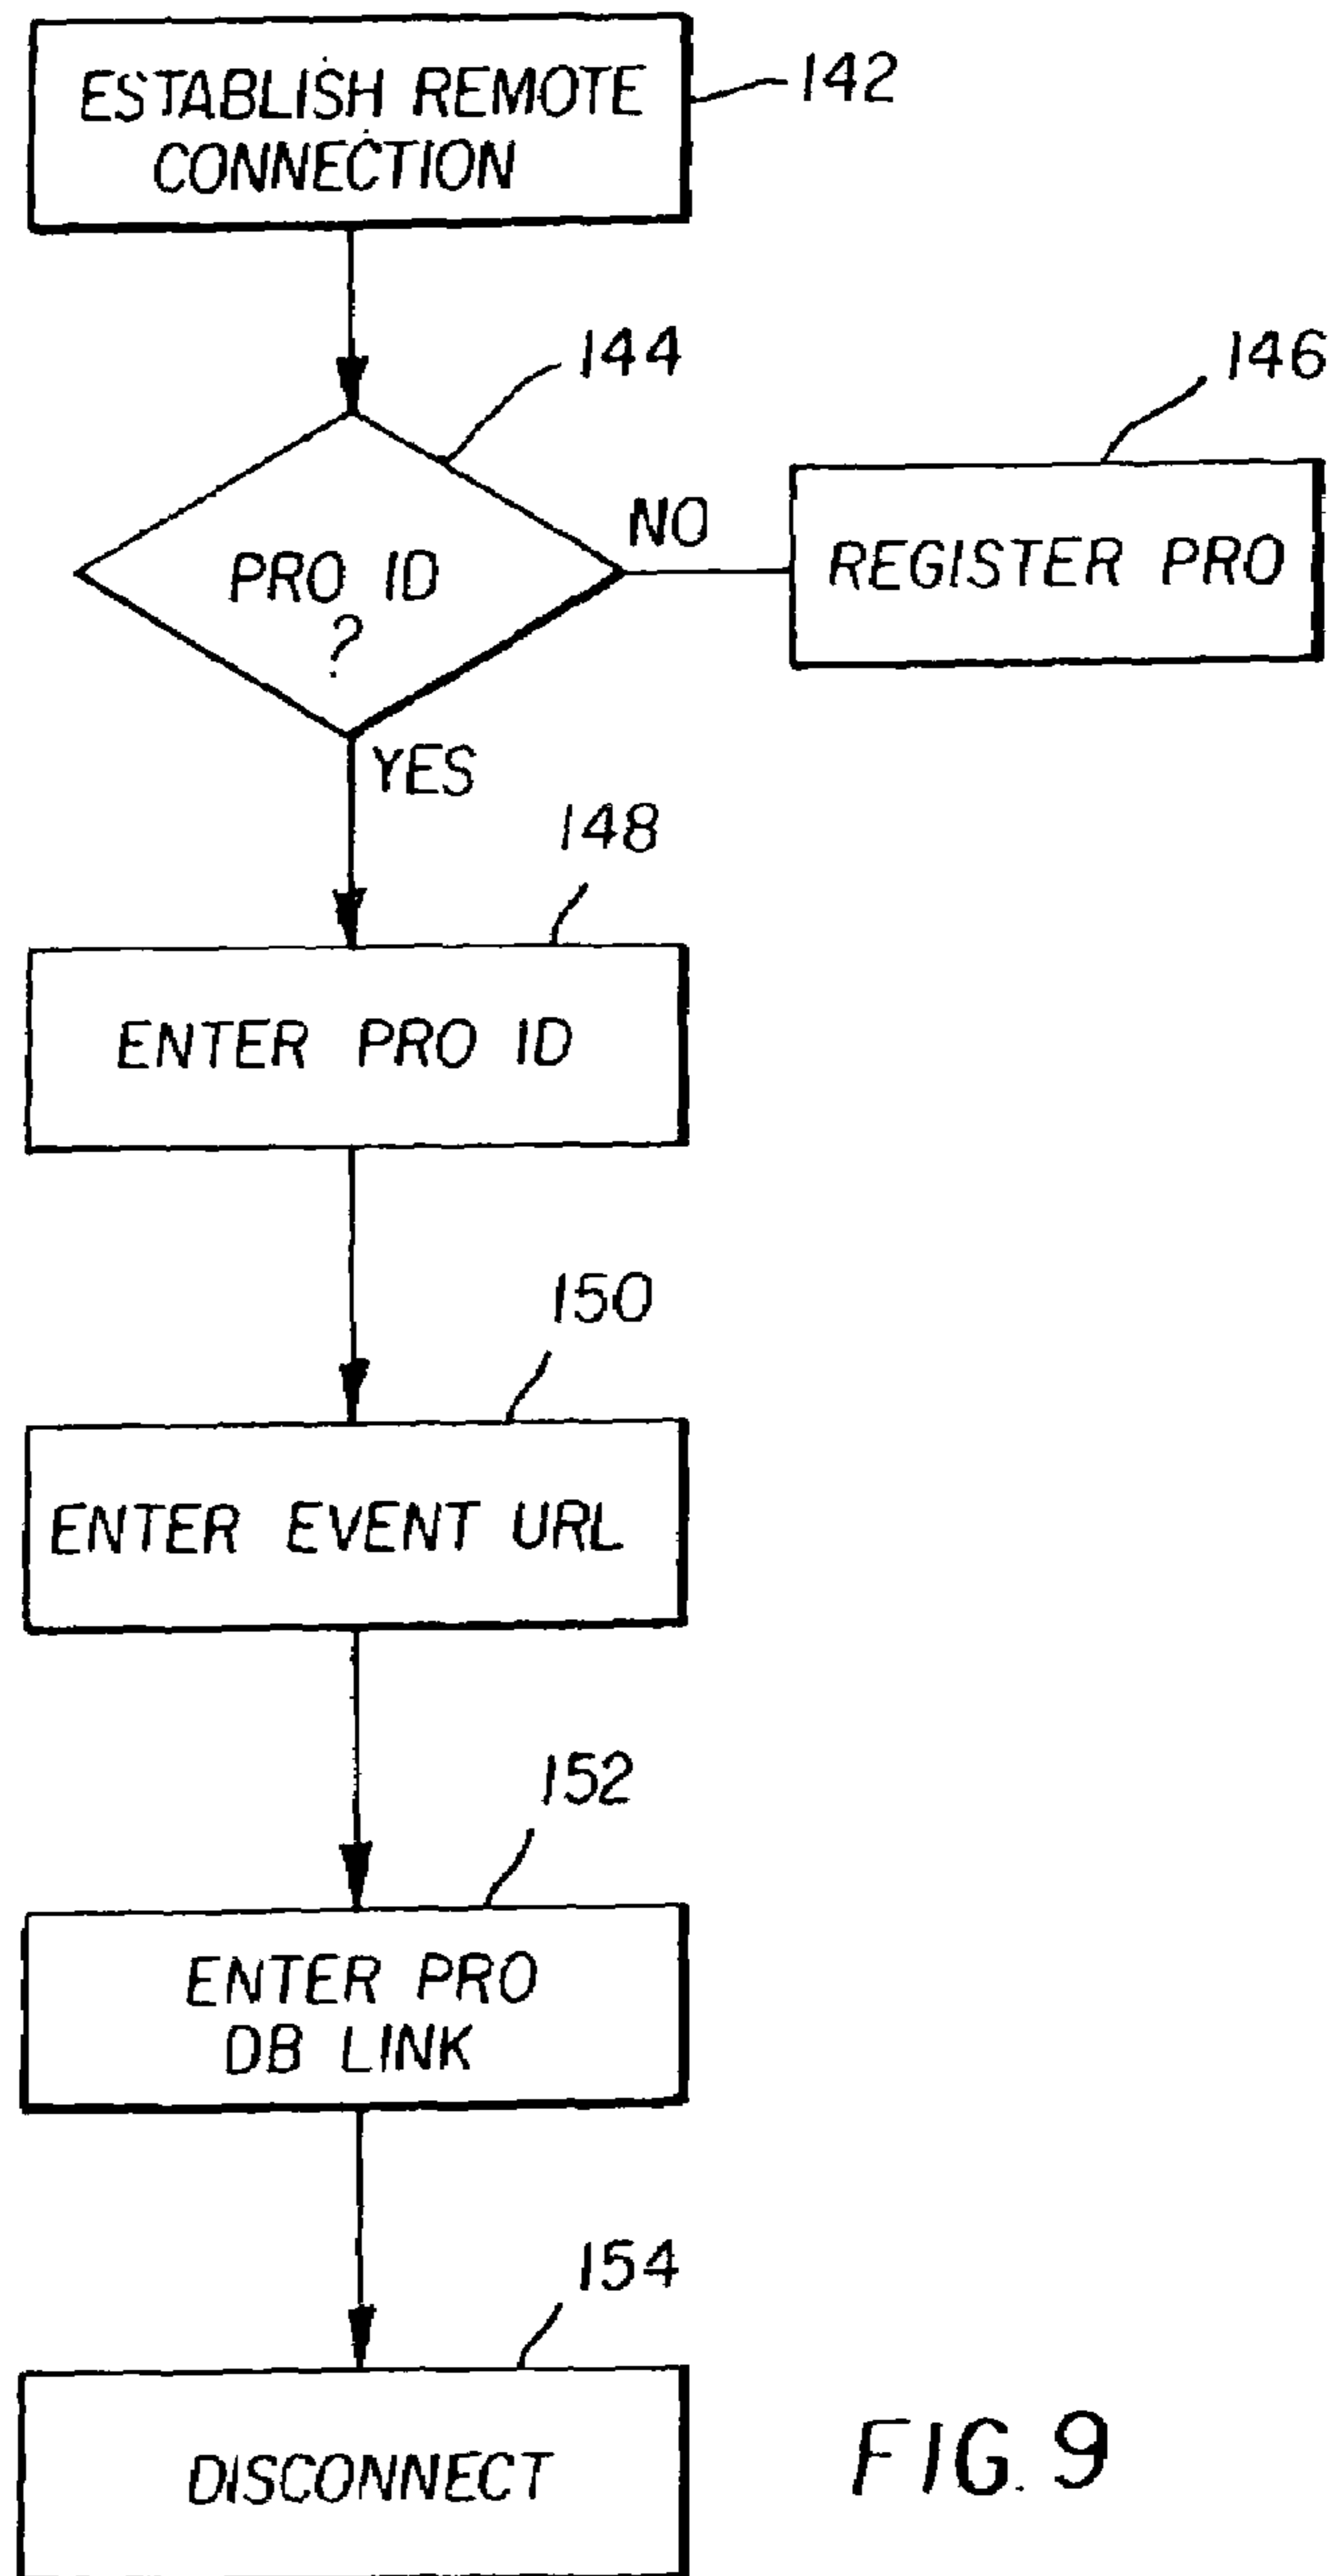 ESTABLISH REMOTE
CONNECTION
142
144
146
PRO ID
?
NO
REGISTER PRO
YES
148
ENTER PRO ID
150
ENTER EVENT URL
152
ENTER PRO
DB LINK
154
DISCONNECT
FIG. 9